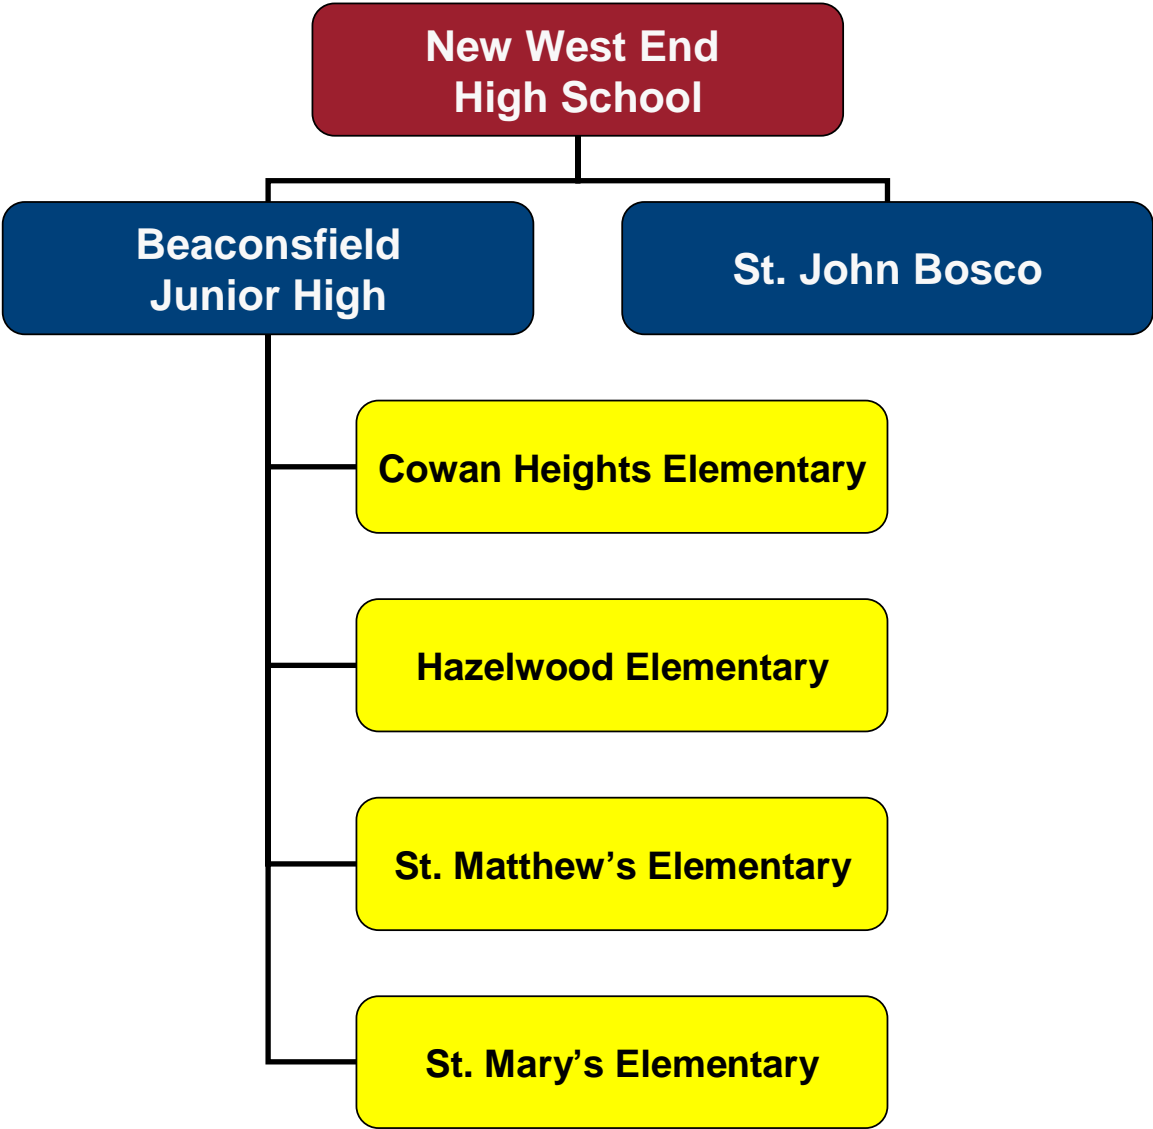 New West End
High School
Beaconsfield
Junior High
St. John Bosco
Cowan Heights Elementary
Hazelwood Elementary
St. Matthew’s Elementary
St. Mary’s Elementary